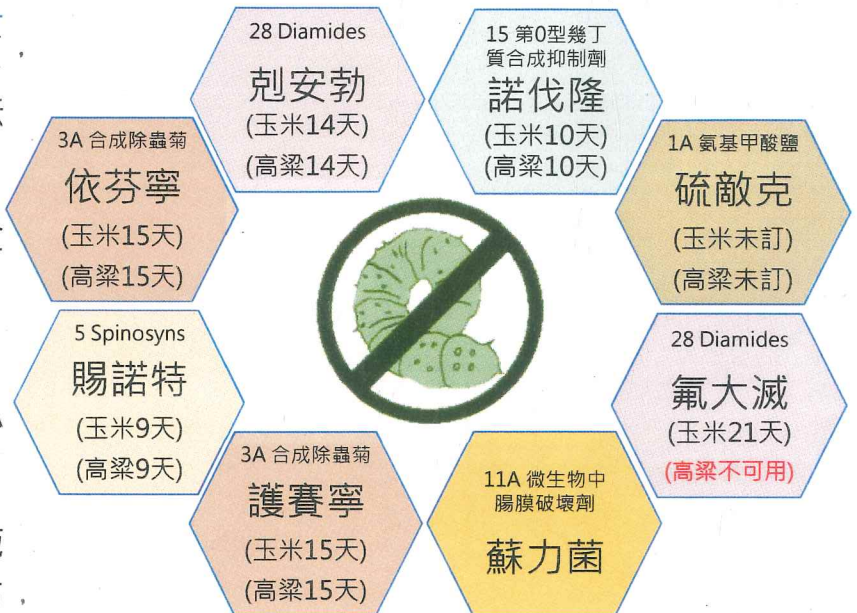 28 Diamides
剋安勃
(玉米14天)
(高粱14天)
15 第0型幾丁
質合成抑制劑
諾伐隆
(玉米10天)
(高粱10天)
3A 合成除蟲菊
依芬寧
(玉米15天)
(高粱15天)
1A 氨基甲酸鹽
硫敵克
(玉米未訂)
(高粱未訂)
5 Spinosyns
賜諾特
(玉米9天)
(高粱9天)
28 Diamides
氟大滅
(玉米21天)
(高粱不可用)
3A 合成除蟲菊
護賽寧
(玉米15天)
(高粱15天)
11A 微生物中
腸膜破壞劑
蘇力菌